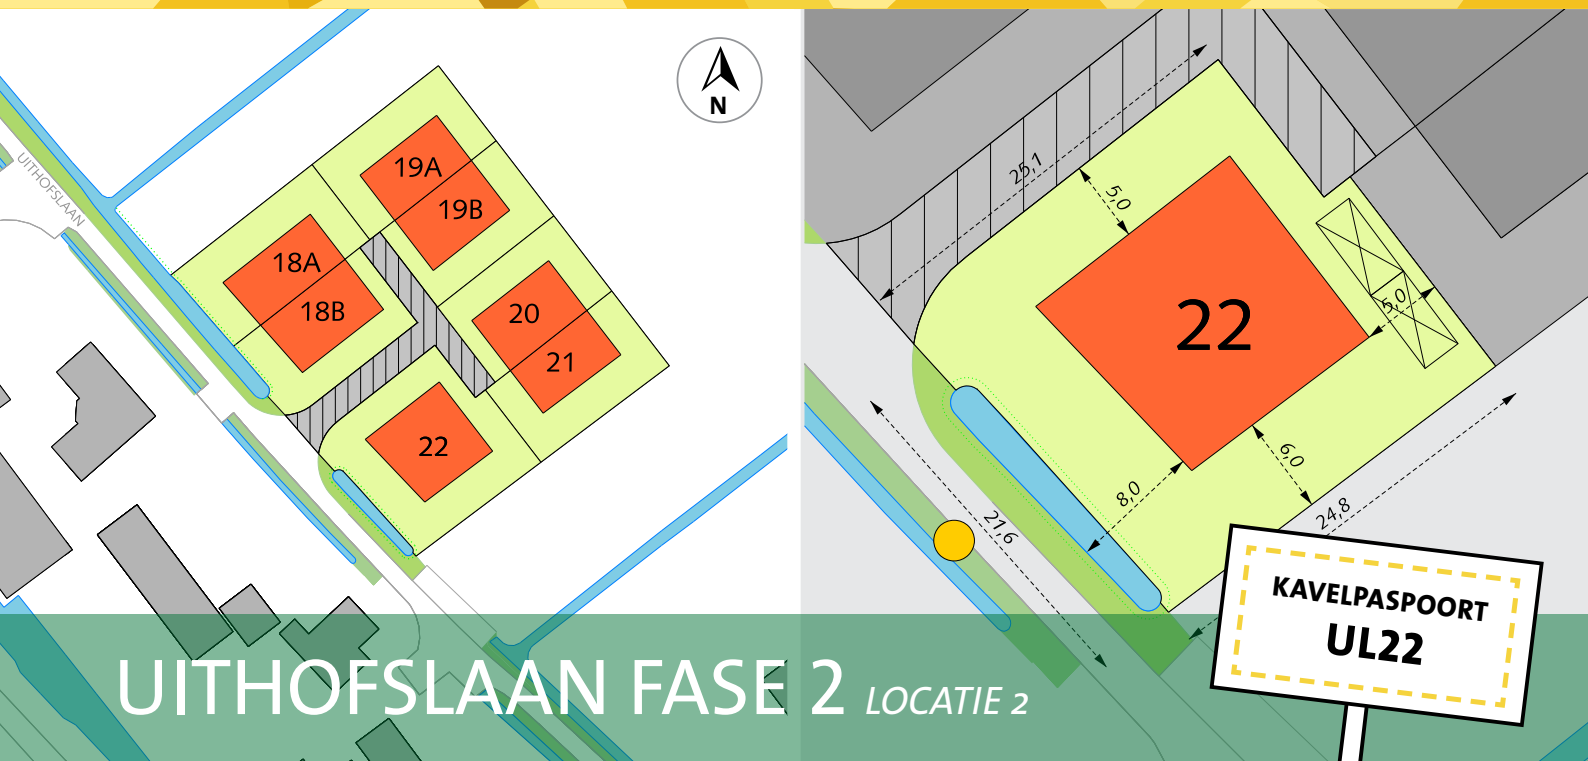 N
UITHOFSLAAN
19A
19B
18A
18B
20
21
22
25,1
5,0
22
5,0
8,0
6,0
21,6
24,8
KAVELPASPOORT
UL22
UITHOFSLAAN FASE 2 LOCATIE 2